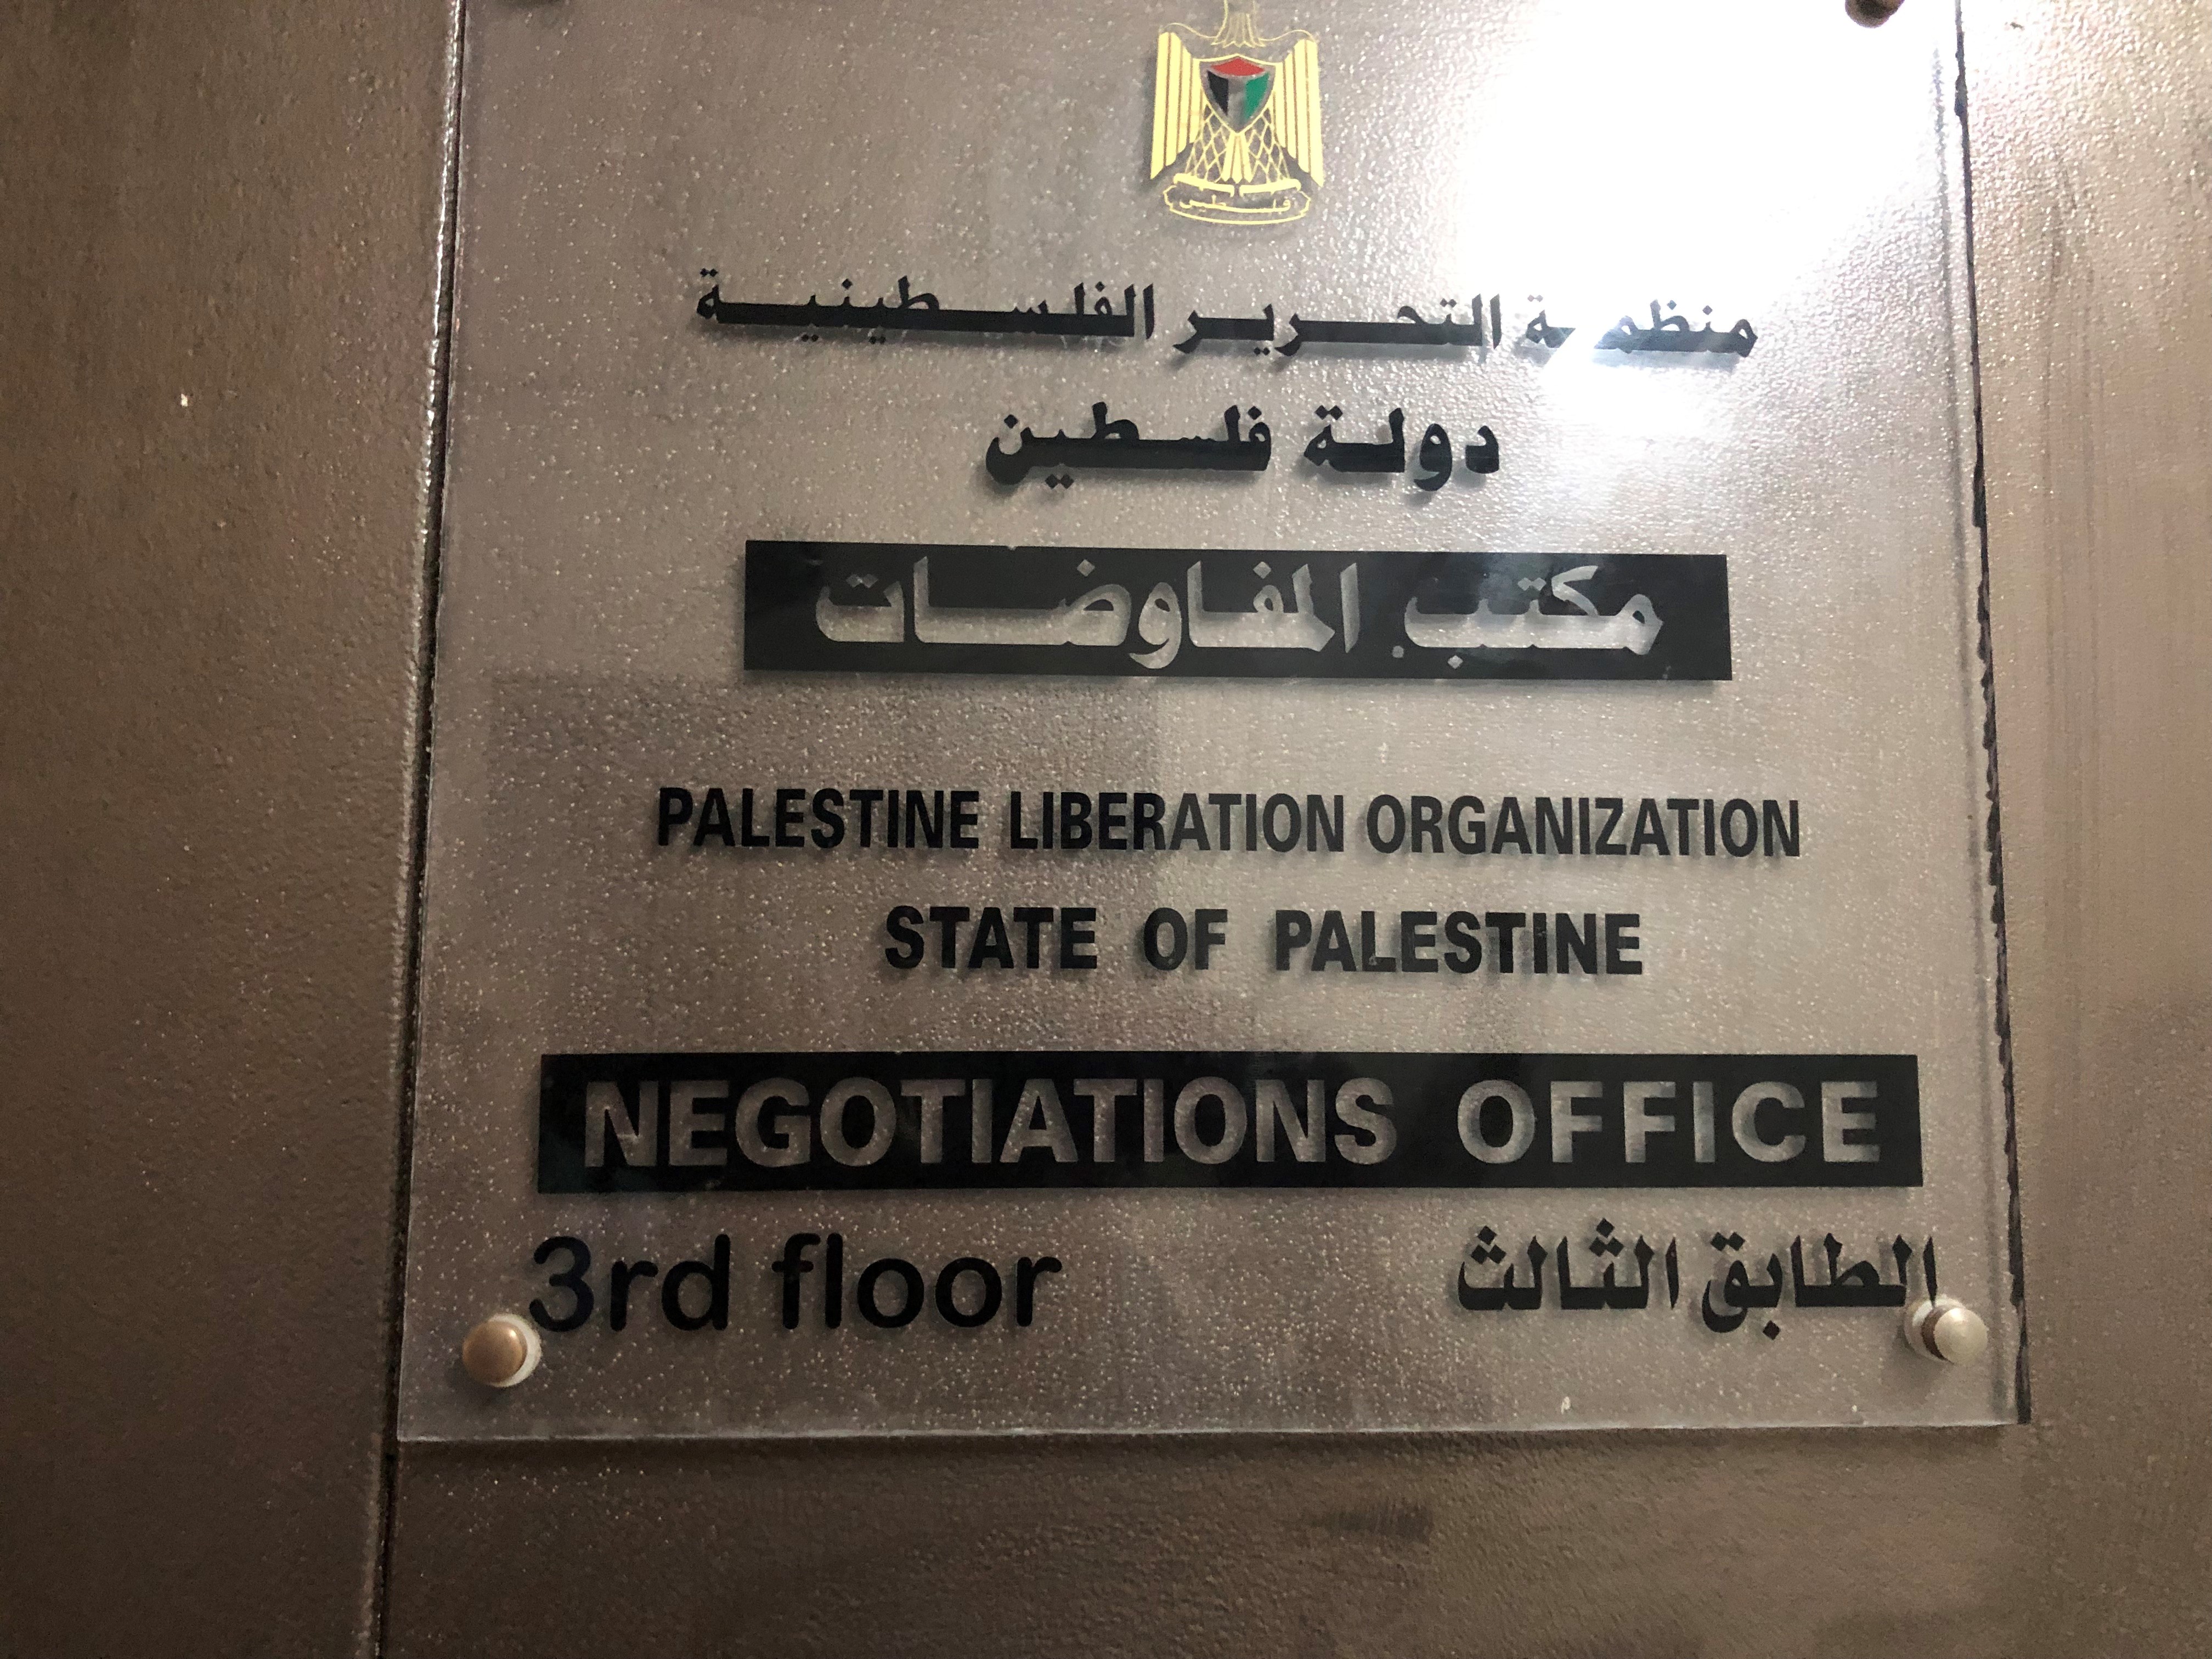 فلسطين
منظمة التحرير الفلسطينية
دولة فلسطين
مكتب المفاوضات
PALESTINE LIBERATION ORGANIZATION
STATE OF PALESTINE
NEGOTIATIONS OFFICE
3rd floor الطابق الثالث